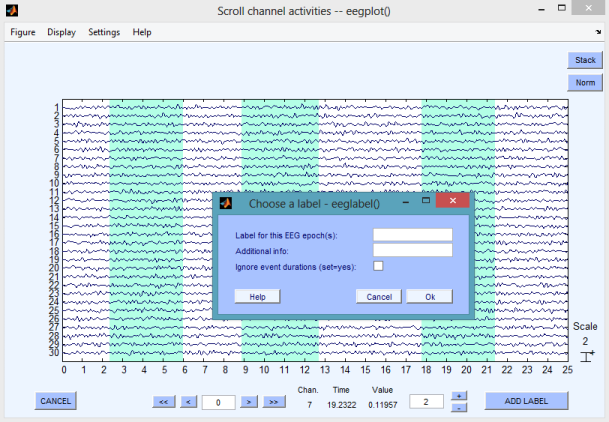 Scroll channel activities -- eegplot()
Figure Display Settings Help
Stack
Norm
1
2
3
4
5
6
7
8
9
10
11
12
13
14
15
16
17
18
19
20
21
22
23
24
25
26
27
28
29
30
0 1 2 3 4 5 6 7 8 9 10 11 12 13 14 15 16 17 18 19 20 21 22 23 24 25
Choose a label - eeglabel()
Label for this EEG epoch(s):
Additional info:
Ignore event durations (set=yes):
Help Cancel Ok
Scale
2
Chan. Time Value
7 19.2322 0.11957
CANCEL << < 0 > >> 2 + - ADD LABEL